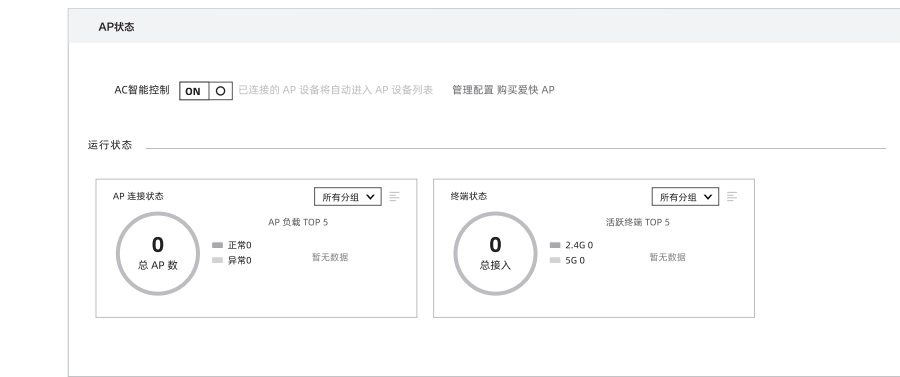 AP状态
AC智能控制 ON 已连接的 AP 设备将自动进入 AP 设备列表 管理配置 购买爱快 AP
运行状态
AP 连接状态 所有分组
AP 负载 TOP 5
0
总 AP 数
正常0
异常0
暂无数据
终端状态 所有分组
活跃终端 TOP 5
0
总接入
2.4G 0
5G 0
暂无数据